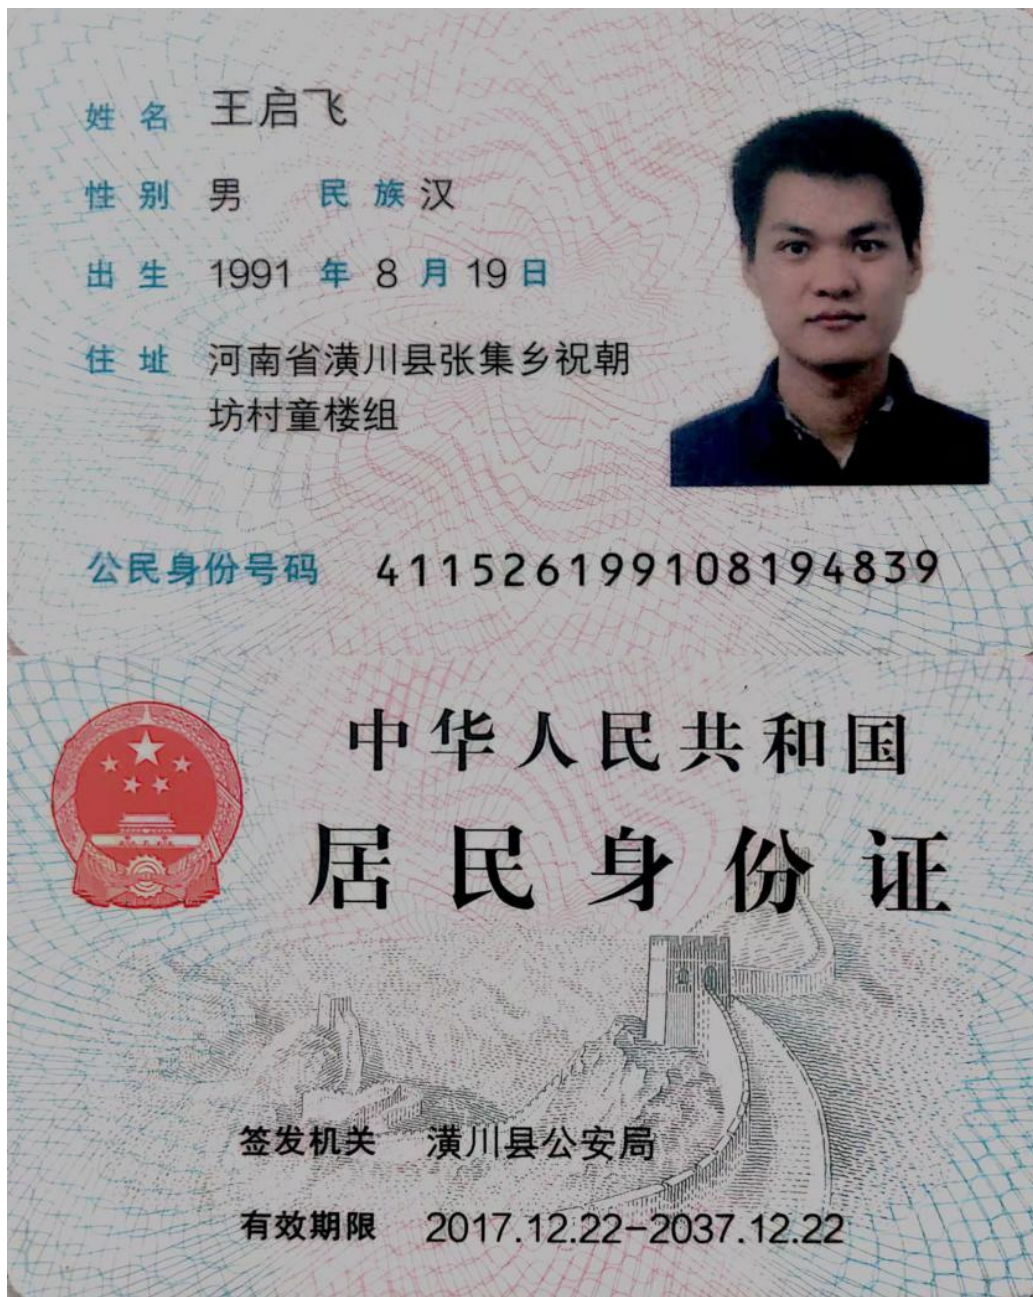 姓名 王启飞
性别 男 民族 汉
出生 1991 年 8 月 19 日
住址 河南省潢川县张集乡祝朝
坊村童楼组
公民身份号码 411526199108194839
中华人民共和国
居民身份证
签发机关 潢川县公安局
有效期限 2017.12.22-2037.12.22